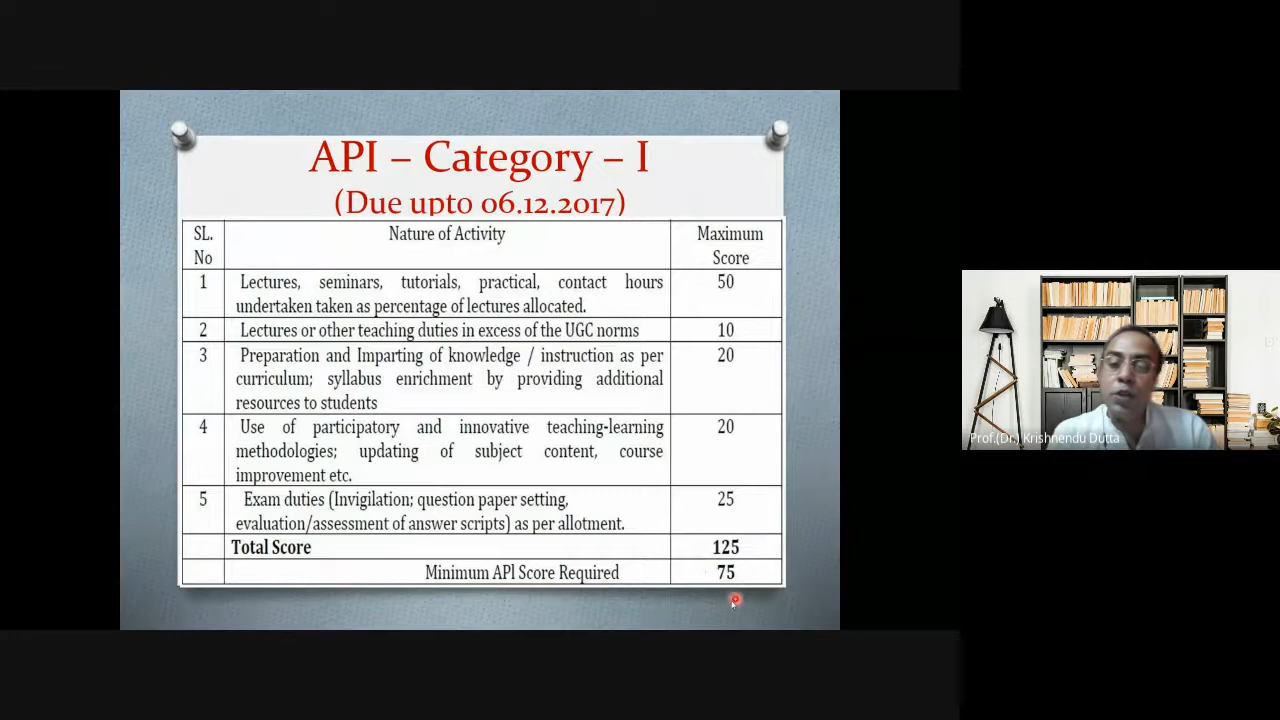 API – Category – I
(Due upto 06.12.2017)
SL. No
Nature of Activity
Maximum Score
1
Lectures, seminars, tutorials, practical, contact hours
undertaken taken as percentage of lectures allocated.
50
2
Lectures or other teaching duties in excess of the UGC norms
10
3
Preparation and Imparting of knowledge / instruction as per
curriculum; syllabus enrichment by providing additional
resources to students
20
4
Use of participatory and innovative teaching-learning
methodologies; updating of subject content, course
improvement etc.
20
5
Exam duties (Invigilation; question paper setting,
evaluation/assessment of answer scripts) as per allotment.
25
Total Score
125
Minimum APl Score Required
75
Prof.(Dr.) Krishnendu Dutta